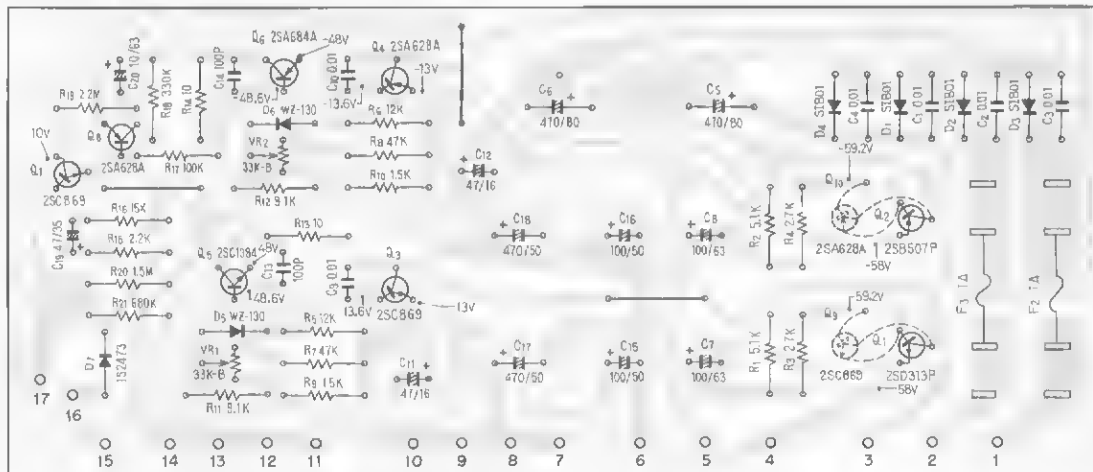 Q6 2SA684A
-48V
Q4 2SA628A
-13V
C20 10/63
R19 2.2M
R18 330K
R14 10
C14 100P
-48.6V
C10 0.01
-13.6V
C6
470/80
C5
470/80
D4 SIB01
C4 0.01
D1 SIB01
C1 0.01
D2 SIB01
C2 0.01
D3 SIB01
C3 0.01
10V
Q8
2SA628A
D6 WZ-130
R6 12K
R8 47K
VR2
33K-B
R17 100K
R10 1.5K
R12 9.1K
C12
47/16
2SC869
-59.2V
Q10
Q2
2SA628A
2SB507P
-58V
R2 5.1K
R4 2.7K
R16 15K
C19 47/35
R15 2.2K
R20 1.5M
R21 680K
R13 10
Q5 2SC1384
48V
C13
100P
48.6V
C9 0.01
13.6V
Q3
2SC869
13V
C18
470/50
C16
100/50
C8
100/63
F3 1A
F2 1A
D5 WZ-130
R5 12K
VR1
33K-B
R7 47K
R9 1.5K
R11 9.1K
D7
1S2473
C11
47/16
C17
470/50
C15
100/50
C7
100/63
R1 5.1K
R3 2.7K
59.2V
Q9
Q1
2SC869
2SD313P
58V
17
16
15
14
13
12
11
10
9
8
7
6
5
4
3
2
1